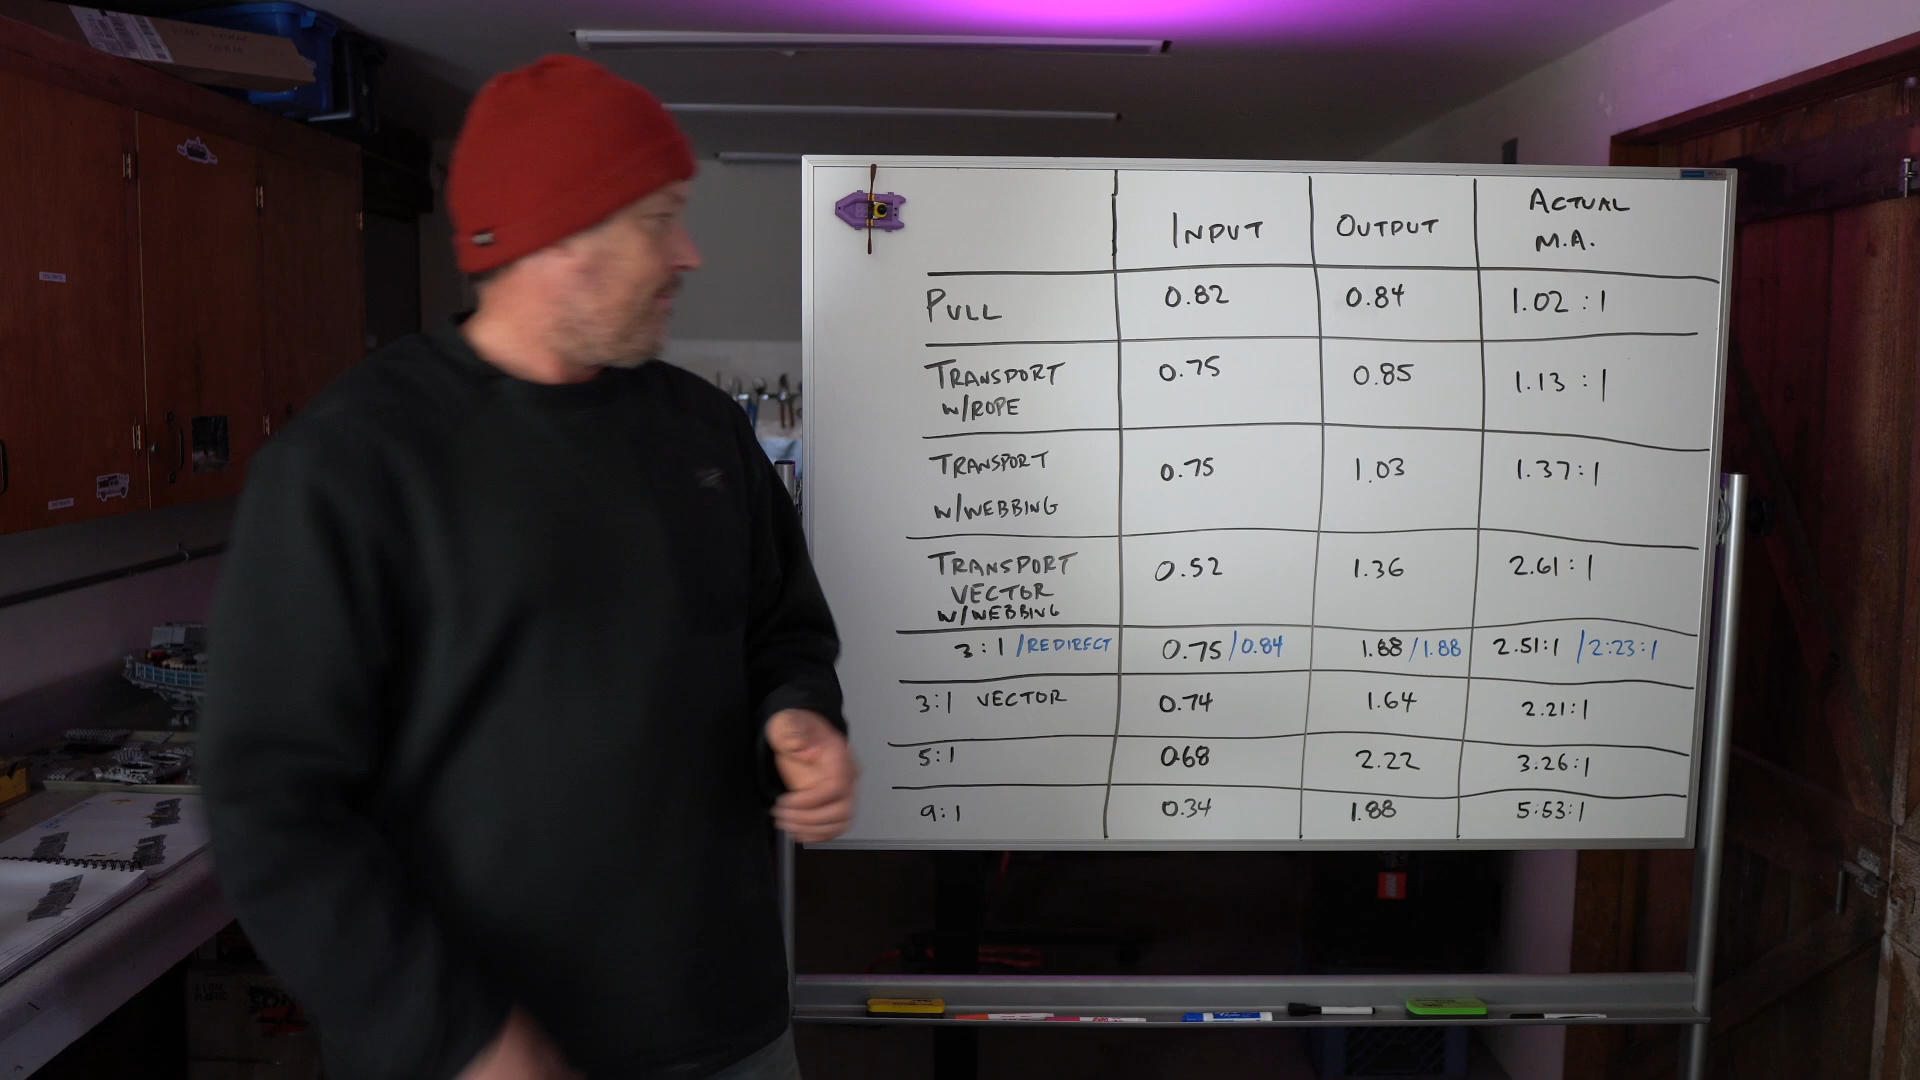 INPUT OUTPUT ACTUAL M.A.
PULL 0.82 0.84 1.02 : 1
TRANSPORT W/ROPE 0.75 0.85 1.13 : 1
TRANSPORT W/WEBBING 0.75 1.03 1.37:1
TRANSPORT VECTOR W/WEBBING 0.52 1.36 2.61:1
3:1 /REDIRECT 0.75/0.84 1.88/1.88 2.51:1 /2:23:1
3:1 VECTOR 0.74 1.64 2.21:1
5:1 0.68 2.22 3.26:1
9:1 0.34 1.88 5:53:1